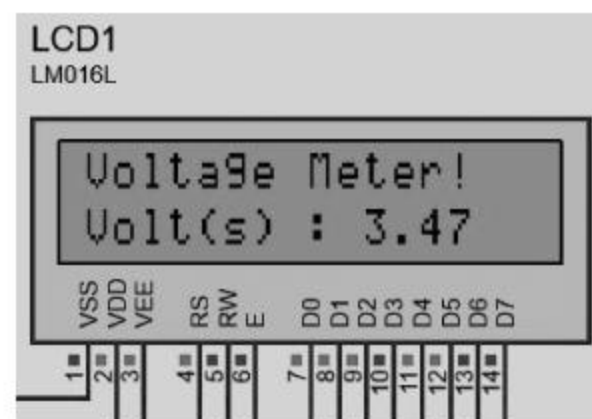 LCD1
LM016L
Voltage Meter!
Volt(s) : 3.47
VSS VDD VEE RS RW E D0 D1 D2 D3 D4 D5 D6 D7
1 2 3 4 5 6 7 8 9 10 11 12 13 14